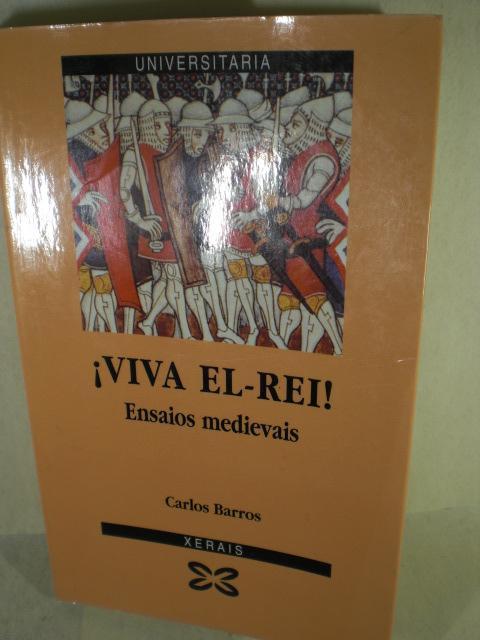 UNIVERSITARIA
¡VIVA EL-REI!
Ensaios medievais
Carlos Barros
XERAIS